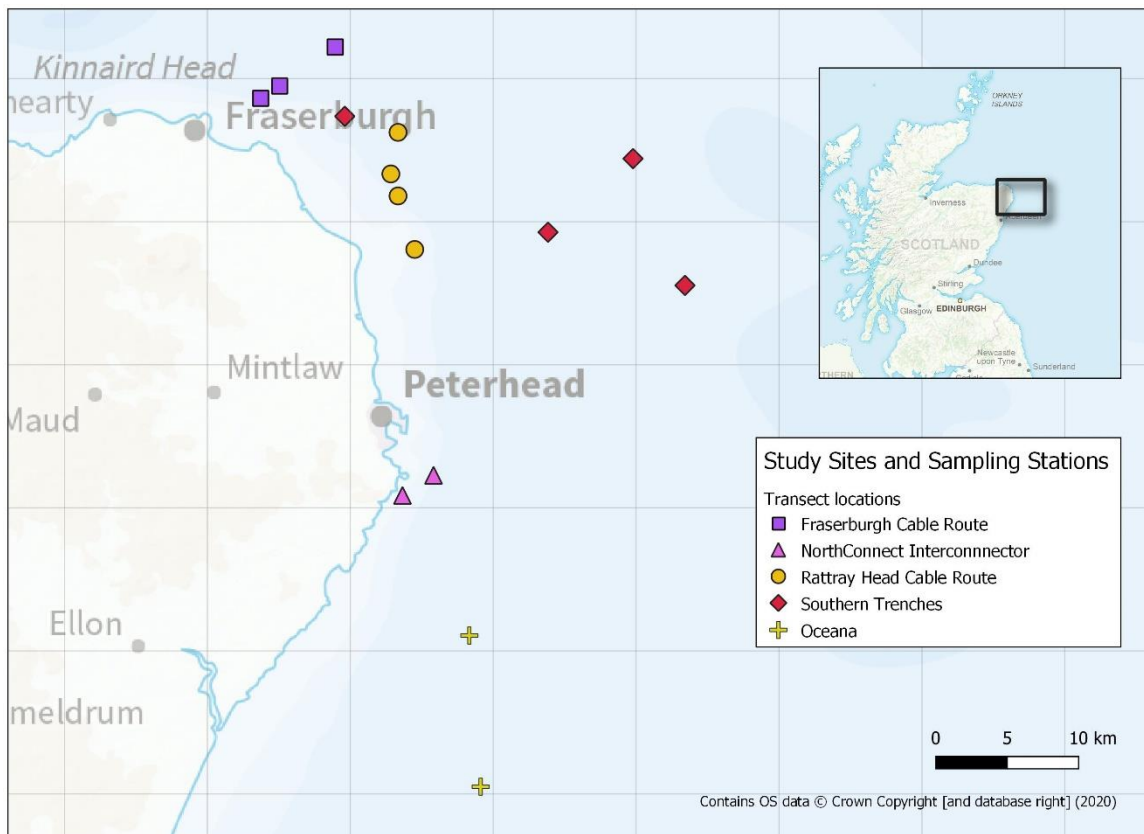 Kinnaird Head
hearty
Fraserburgh
Mintlaw
Maud
Peterhead
Ellon
meldrum
ORKNEY
ISLANDS
Inverness
SCOTLAND
Dundee
Stirling
Glasgow
EDINBURGH
Newcastle
upon Tyne
Sunderland
Study Sites and Sampling Stations
Transect locations
Fraserburgh Cable Route
NorthConnect Interconnnector
Rattray Head Cable Route
Southern Trenches
Oceana
0 5 10 km
Contains OS data © Crown Copyright [and database right] (2020)